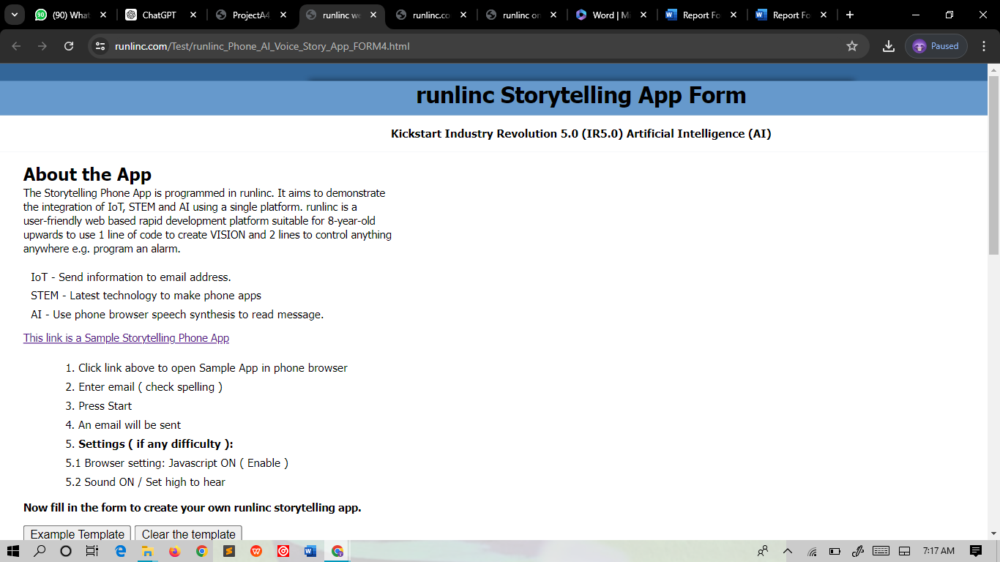 (90) What
ChatGPT
ProjectA4
runlinc we
runlinc.co
runlinc on
Word | Mi
Report Fo
Report Fo
runlinc.com/Test/runlinc_Phone_AI_Voice_Story_App_FORM4.html
Paused
runlinc Storytelling App Form
Kickstart Industry Revolution 5.0 (IR5.0) Artificial Intelligence (AI)
About the App
The Storytelling Phone App is programmed in runlinc. It aims to demonstrate
the integration of IoT, STEM and AI using a single platform. runlinc is a
user-friendly web based rapid development platform suitable for 8-year-old
upwards to use 1 line of code to create VISION and 2 lines to control anything
anywhere e.g. program an alarm.
IoT - Send information to email address.
STEM - Latest technology to make phone apps
AI - Use phone browser speech synthesis to read message.
This link is a Sample Storytelling Phone App
1. Click link above to open Sample App in phone browser
2. Enter email ( check spelling )
3. Press Start
4. An email will be sent
5. Settings ( if any difficulty ):
5.1 Browser setting: Javascript ON ( Enable )
5.2 Sound ON / Set high to hear
Now fill in the form to create your own runlinc storytelling app.
Example Template
Clear the template
7:17 AM